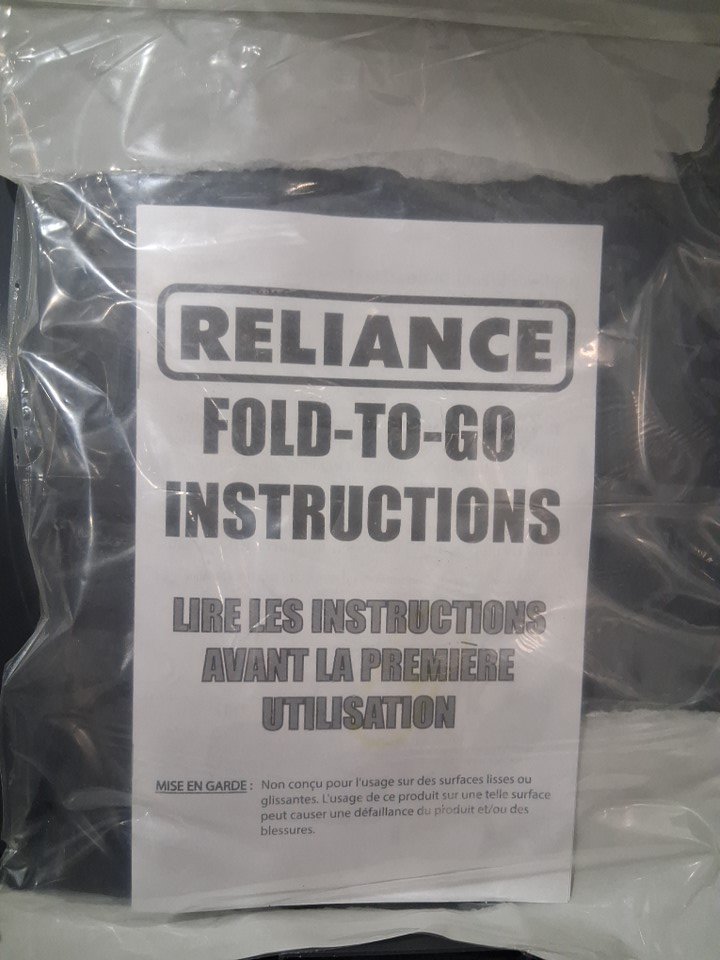 RELIANCE
FOLD-TO-GO
INSTRUCTIONS
LIRE LES INSTRUCTIONS
AVANT LA PREMIÈRE
UTILISATION
MISE EN GARDE : Non conçu pour l'usage sur des surfaces lisses ou
glissantes. L'usage de ce produit sur une telle surface
peut causer une défaillance du produit et/ou des
blessures.